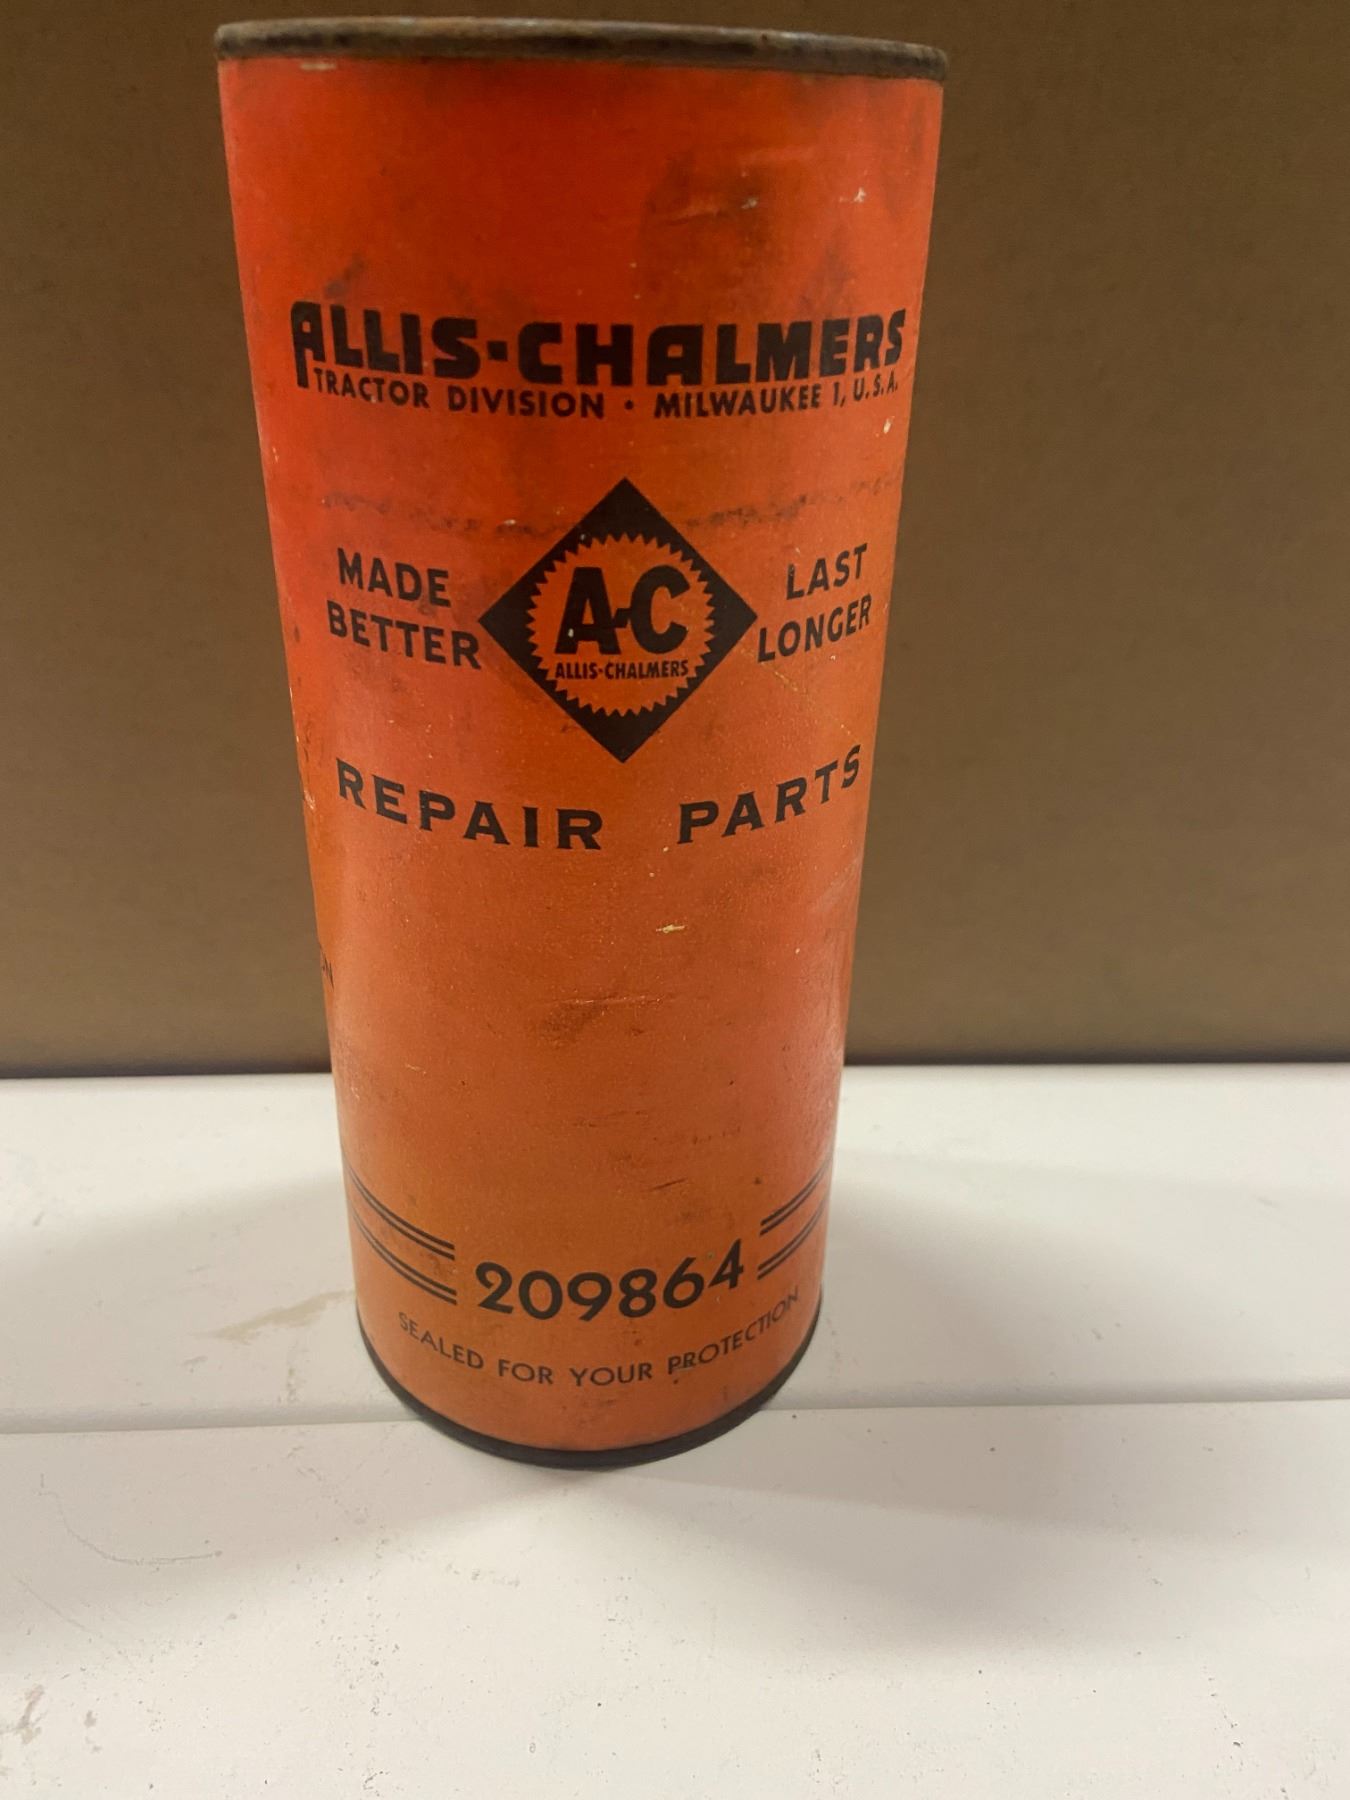 ALLIS-CHALMERS
TRACTOR DIVISION • MILWAUKEE 1, U.S.A.
MADE
BETTER
A-C
ALLIS-CHALMERS
LAST
LONGER
REPAIR PARTS
209864
SEALED FOR YOUR PROTECTION